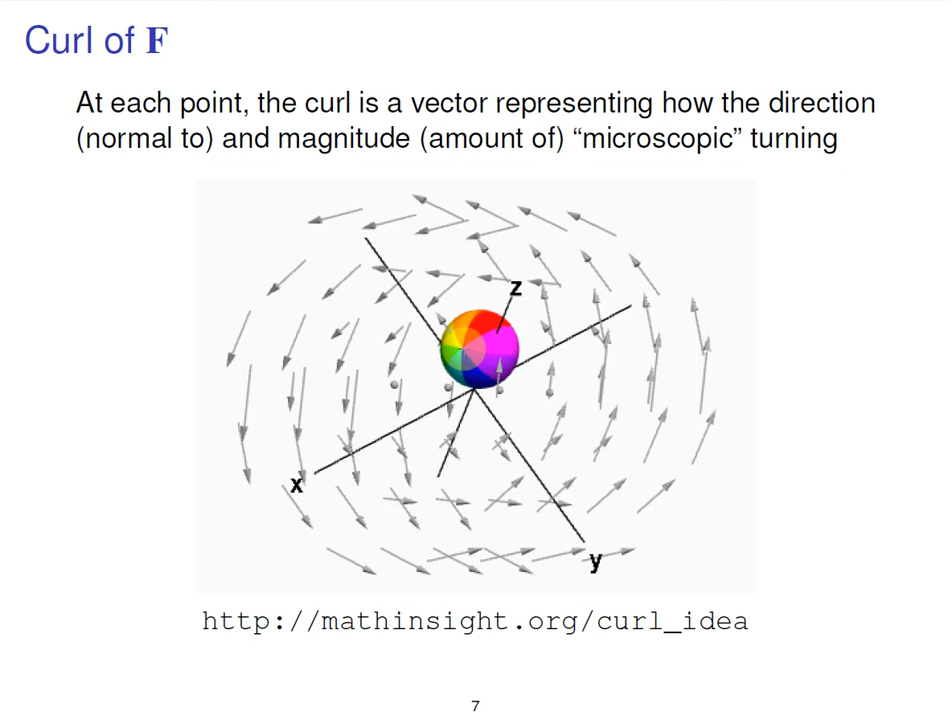 Curl of F
At each point, the curl is a vector representing how the direction
(normal to) and magnitude (amount of) “microscopic” turning
z
x
y
http://mathinsight.org/curl_idea
7